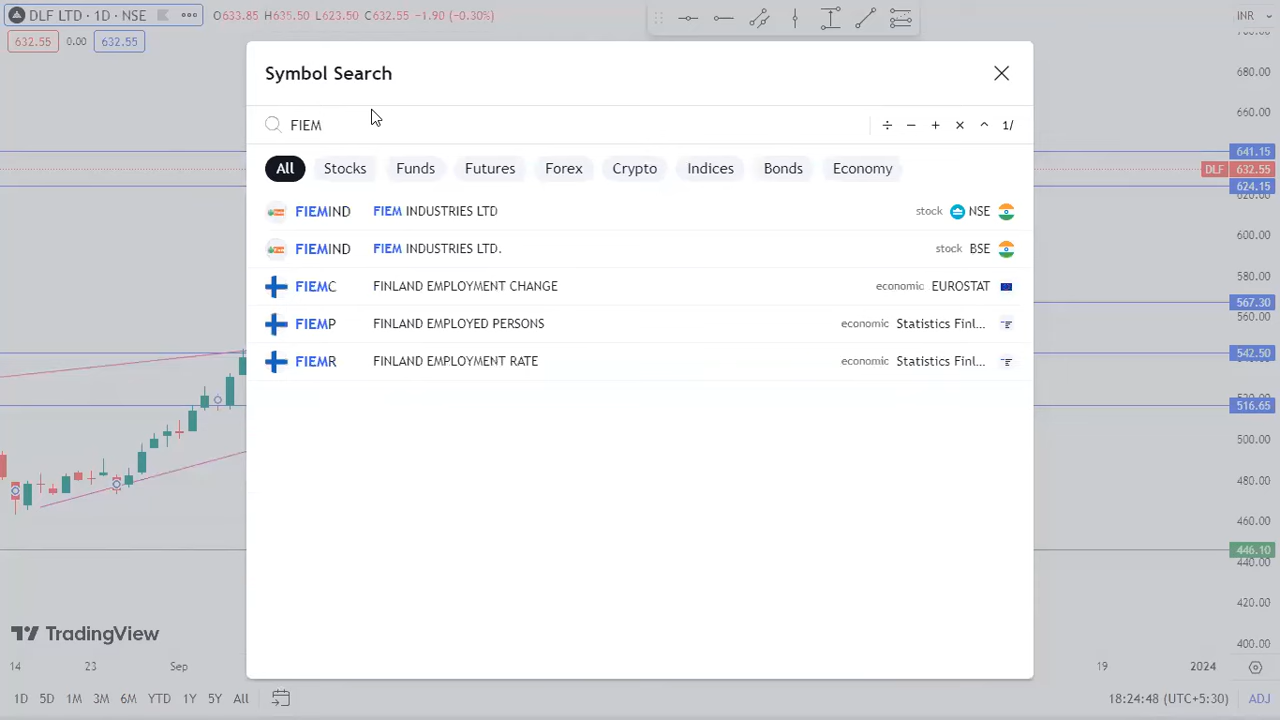 DLF LTD · 1D · NSE ••• O633.85 H635.50 L623.50 C632.55 −1.90 (−0.30%) INR
632.55 0.00 632.55
Symbol Search
FIEM ÷ − + × ^ 1/
All Stocks Funds Futures Forex Crypto Indices Bonds Economy
FIEMIND FIEM INDUSTRIES LTD stock NSE
FIEMIND FIEM INDUSTRIES LTD. stock BSE
FIEMC FINLAND EMPLOYMENT CHANGE economic EUROSTAT
FIEMP FINLAND EMPLOYED PERSONS economic Statistics Finl...
FIEMR FINLAND EMPLOYMENT RATE economic Statistics Finl...
680.00
660.00
641.15
DLF 632.55
624.15
600.00
580.00
567.30
560.00
542.50
516.65
500.00
480.00
460.00
446.10
440.00
420.00
400.00
TradingView
14 23 Sep 19 2024
1D 5D 1M 3M 6M YTD 1Y 5Y All 18:24:48 (UTC+5:30) ADJ